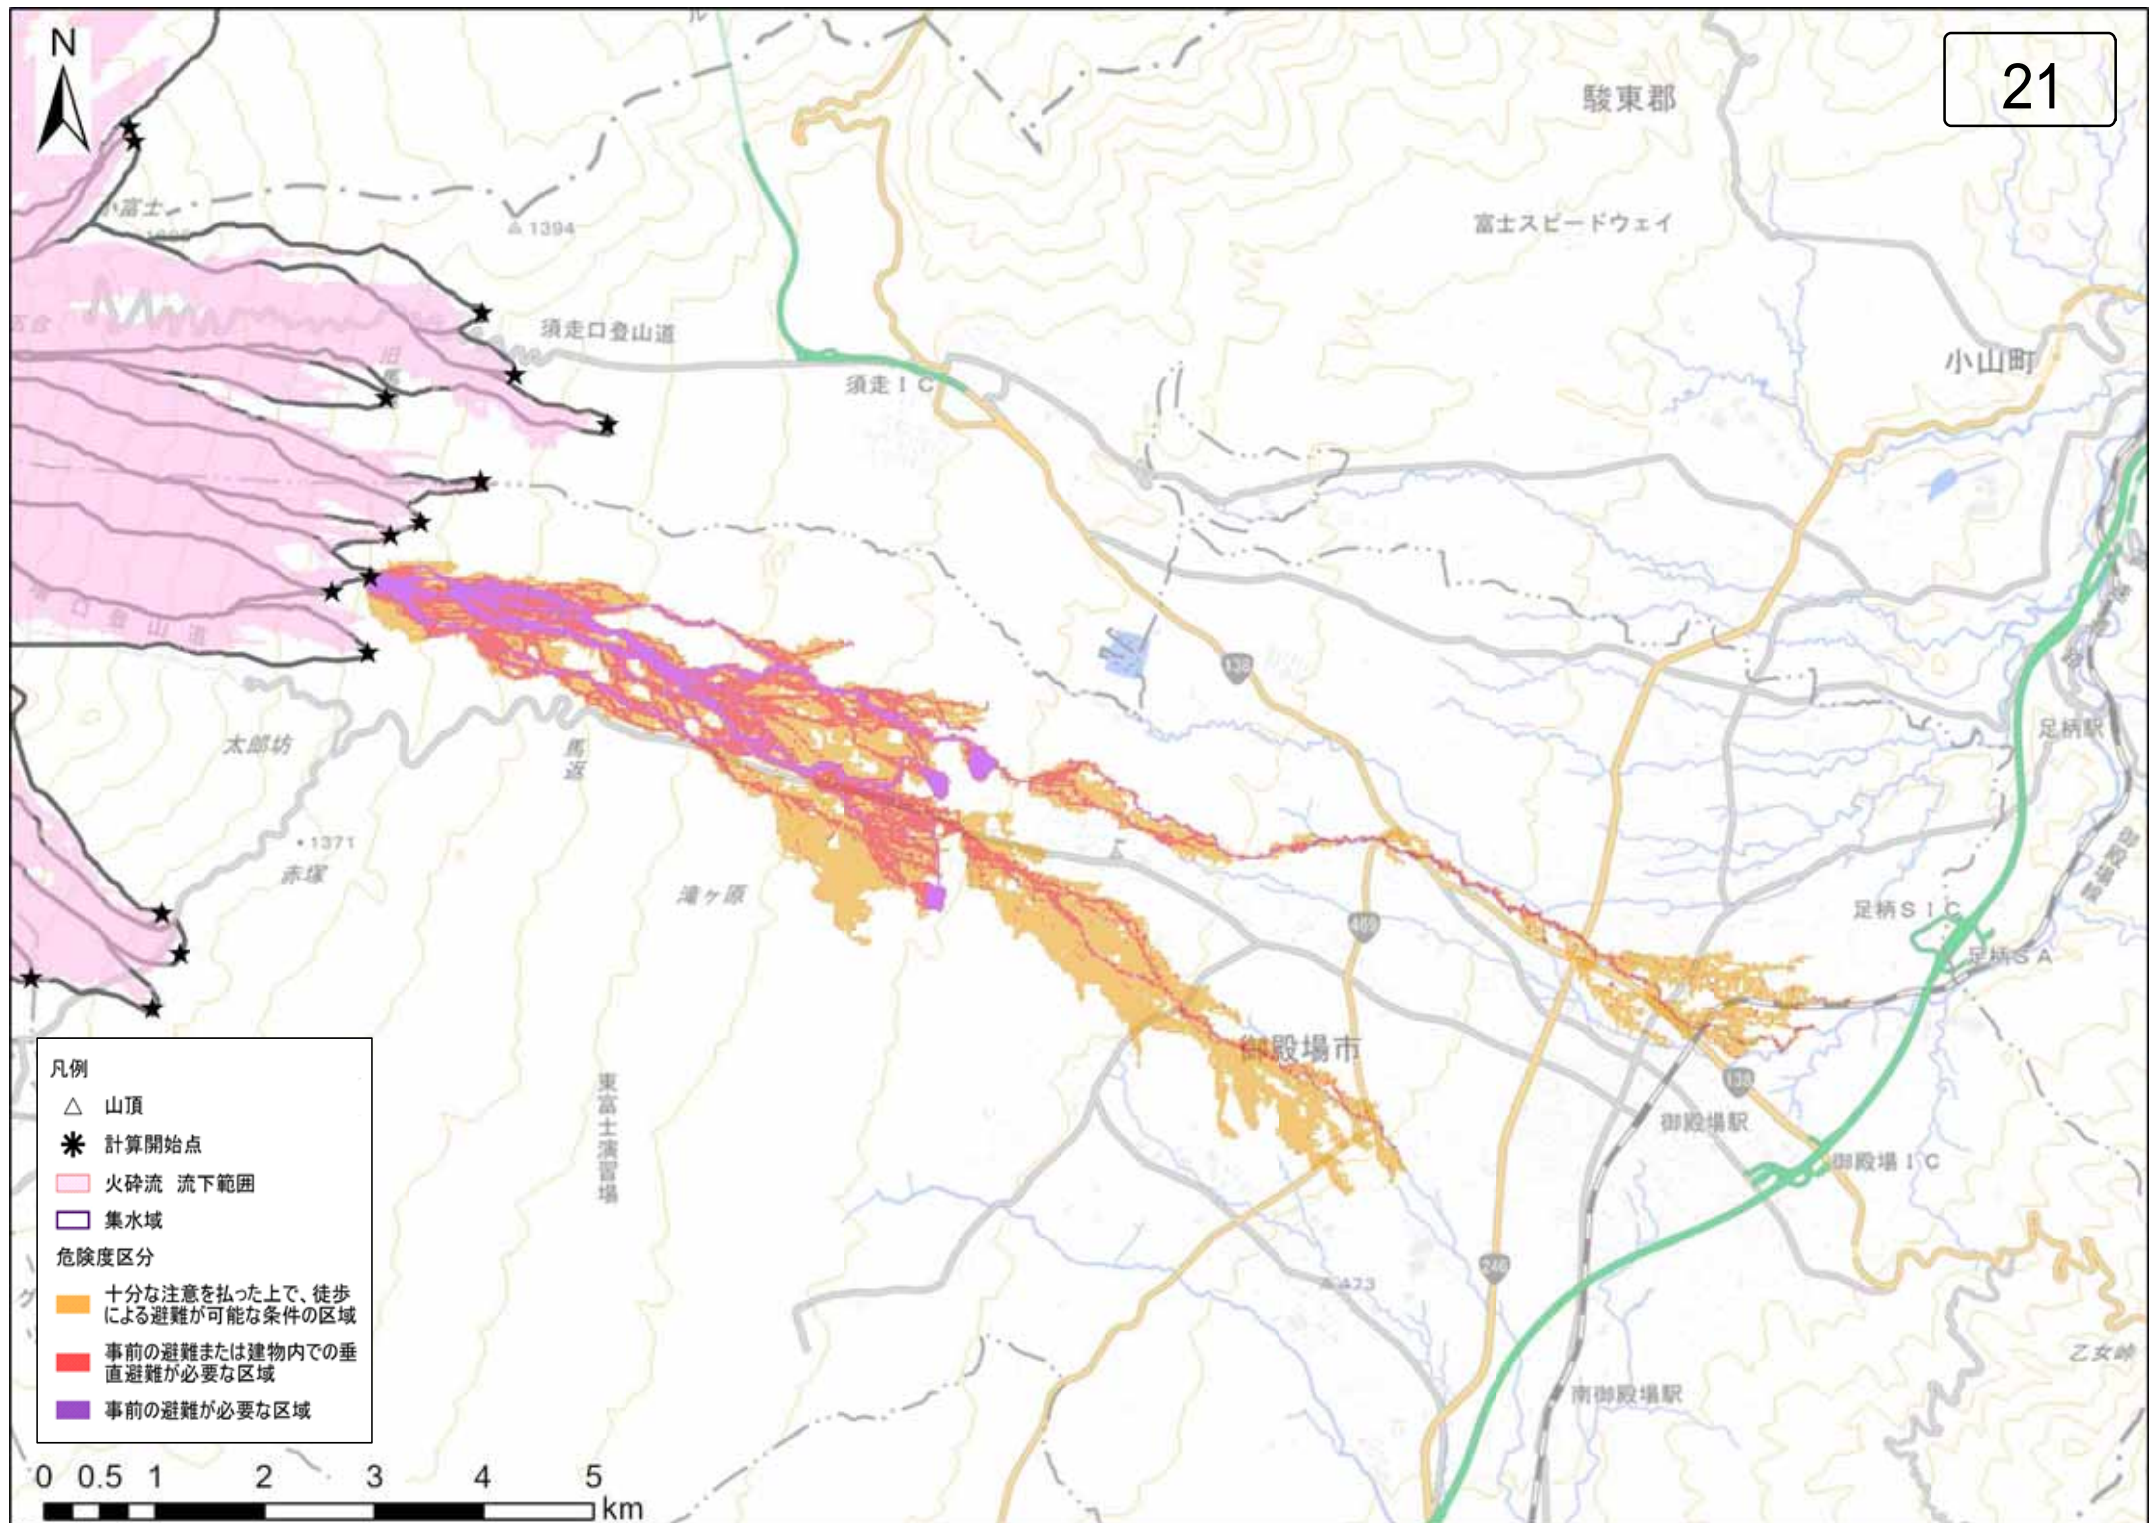 N
21
駿東郡
小富士
1394
富士スピードウェイ
須走口登山道
小山町
須走IC
138
足柄駅
太郎坊
馬返
1371
赤塚
滝ヶ原
御殿場線
足柄SIC
469
足柄SA
御殿場市
138
東富士演習場
御殿場駅
御殿場IC
246
473
乙女峠
南御殿場駅
凡例
山頂
計算開始点
火砕流 流下範囲
集水域
危険度区分
十分な注意を払った上で、徒歩
による避難が可能な条件の区域
事前の避難または建物内での垂
直避難が必要な区域
事前の避難が必要な区域
0 0.5 1 2 3 4 5
km